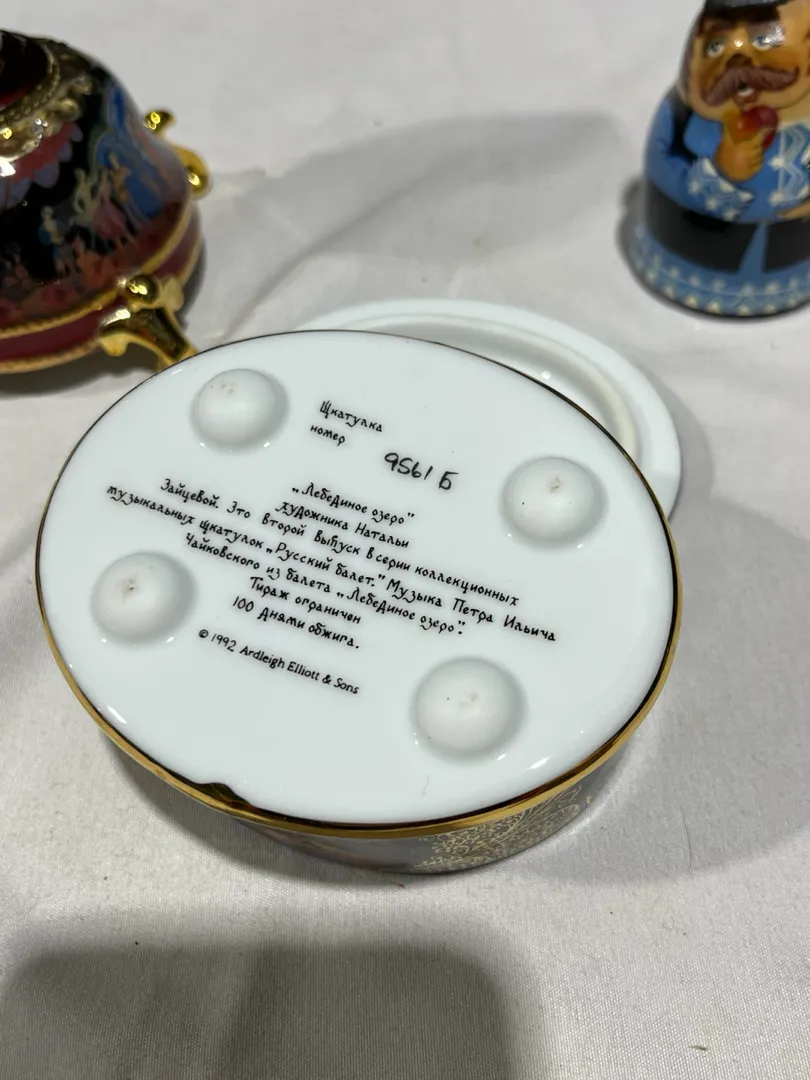 Шкатулка
номер
9561 Б
„Лебединое озеро"
художника Натальи
Зайцевой. Это второй выпуск в серии коллекционных
музыкальных шкатулок „Русский балет." Музыка Петра Ильича
Чайковского из балета „Лебединое озеро".
Тираж ограничен
100 днями обжига.
© 1992 Ardleigh Elliott & Sons